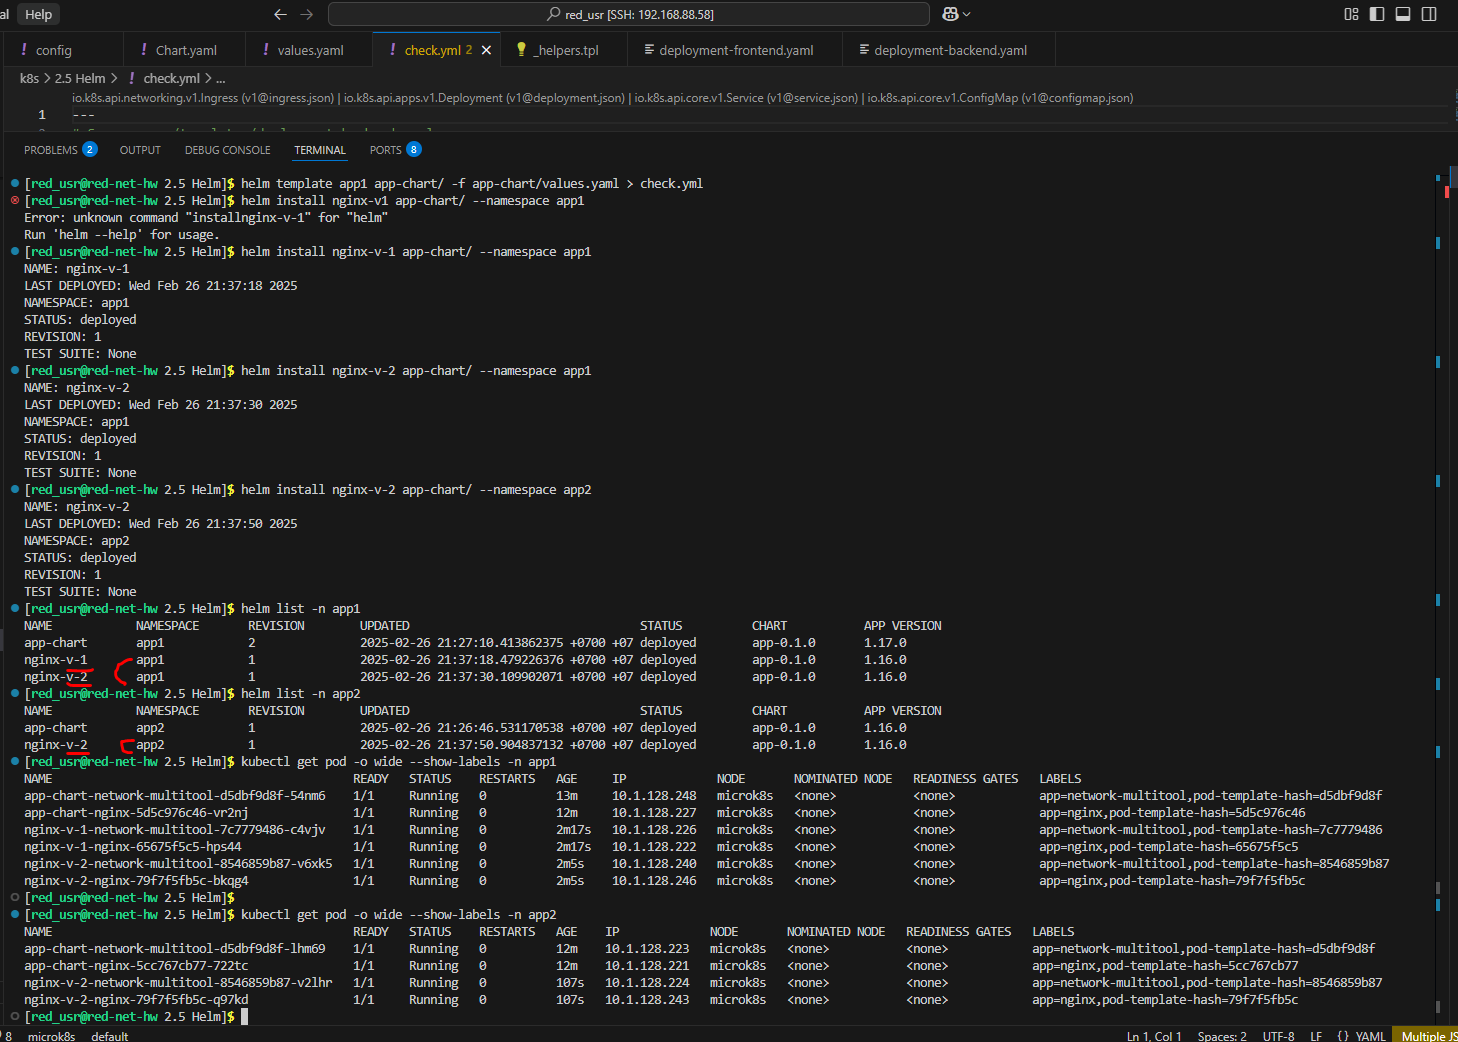 al Help red_usr [SSH: 192.168.88.58]
! config ! Chart.yaml ! values.yaml ! check.yml 2 _helpers.tpl deployment-frontend.yaml deployment-backend.yaml
k8s > 2.5 Helm > ! check.yml > ...
io.k8s.api.networking.v1.Ingress (v1@ingress.json) | io.k8s.api.apps.v1.Deployment (v1@deployment.json) | io.k8s.api.core.v1.Service (v1@service.json) | io.k8s.api.core.v1.ConfigMap (v1@configmap.json)
1 ---
PROBLEMS 2 OUTPUT DEBUG CONSOLE TERMINAL PORTS 8
[red_usr@red-net-hw 2.5 Helm]$ helm template app1 app-chart/ -f app-chart/values.yaml > check.yml
[red_usr@red-net-hw 2.5 Helm]$ helm install nginx-v1 app-chart/ --namespace app1
Error: unknown command "installnginx-v-1" for "helm"
Run 'helm --help' for usage.
[red_usr@red-net-hw 2.5 Helm]$ helm install nginx-v-1 app-chart/ --namespace app1
NAME: nginx-v-1
LAST DEPLOYED: Wed Feb 26 21:37:18 2025
NAMESPACE: app1
STATUS: deployed
REVISION: 1
TEST SUITE: None
[red_usr@red-net-hw 2.5 Helm]$ helm install nginx-v-2 app-chart/ --namespace app1
NAME: nginx-v-2
LAST DEPLOYED: Wed Feb 26 21:37:30 2025
NAMESPACE: app1
STATUS: deployed
REVISION: 1
TEST SUITE: None
[red_usr@red-net-hw 2.5 Helm]$ helm install nginx-v-2 app-chart/ --namespace app2
NAME: nginx-v-2
LAST DEPLOYED: Wed Feb 26 21:37:50 2025
NAMESPACE: app2
STATUS: deployed
REVISION: 1
TEST SUITE: None
[red_usr@red-net-hw 2.5 Helm]$ helm list -n app1
NAME NAMESPACE REVISION UPDATED STATUS CHART APP VERSION
app-chart app1 2 2025-02-26 21:27:10.413862375 +0700 +07 deployed app-0.1.0 1.17.0
nginx-v-1 app1 1 2025-02-26 21:37:18.479226376 +0700 +07 deployed app-0.1.0 1.16.0
nginx-v-2 app1 1 2025-02-26 21:37:30.109902071 +0700 +07 deployed app-0.1.0 1.16.0
[red_usr@red-net-hw 2.5 Helm]$ helm list -n app2
NAME NAMESPACE REVISION UPDATED STATUS CHART APP VERSION
app-chart app2 1 2025-02-26 21:26:46.531170538 +0700 +07 deployed app-0.1.0 1.16.0
nginx-v-2 app2 1 2025-02-26 21:37:50.904837132 +0700 +07 deployed app-0.1.0 1.16.0
[red_usr@red-net-hw 2.5 Helm]$ kubectl get pod -o wide --show-labels -n app1
NAME READY STATUS RESTARTS AGE IP NODE NOMINATED NODE READINESS GATES LABELS
app-chart-network-multitool-d5dbf9d8f-54nm6 1/1 Running 0 13m 10.1.128.248 microk8s <none> <none> app=network-multitool,pod-template-hash=d5dbf9d8f
app-chart-nginx-5d5c976c46-vr2nj 1/1 Running 0 12m 10.1.128.227 microk8s <none> <none> app=nginx,pod-template-hash=5d5c976c46
nginx-v-1-network-multitool-7c7779486-c4vjv 1/1 Running 0 2m17s 10.1.128.226 microk8s <none> <none> app=network-multitool,pod-template-hash=7c7779486
nginx-v-1-nginx-65675f5c5-hps44 1/1 Running 0 2m17s 10.1.128.222 microk8s <none> <none> app=nginx,pod-template-hash=65675f5c5
nginx-v-2-network-multitool-8546859b87-v6xk5 1/1 Running 0 2m5s 10.1.128.240 microk8s <none> <none> app=network-multitool,pod-template-hash=8546859b87
nginx-v-2-nginx-79f7f5fb5c-bkqg4 1/1 Running 0 2m5s 10.1.128.246 microk8s <none> <none> app=nginx,pod-template-hash=79f7f5fb5c
[red_usr@red-net-hw 2.5 Helm]$
[red_usr@red-net-hw 2.5 Helm]$ kubectl get pod -o wide --show-labels -n app2
NAME READY STATUS RESTARTS AGE IP NODE NOMINATED NODE READINESS GATES LABELS
app-chart-network-multitool-d5dbf9d8f-lhm69 1/1 Running 0 12m 10.1.128.223 microk8s <none> <none> app=network-multitool,pod-template-hash=d5dbf9d8f
app-chart-nginx-5cc767cb77-722tc 1/1 Running 0 12m 10.1.128.221 microk8s <none> <none> app=nginx,pod-template-hash=5cc767cb77
nginx-v-2-network-multitool-8546859b87-v2lhr 1/1 Running 0 107s 10.1.128.224 microk8s <none> <none> app=network-multitool,pod-template-hash=8546859b87
nginx-v-2-nginx-79f7f5fb5c-q97kd 1/1 Running 0 107s 10.1.128.243 microk8s <none> <none> app=nginx,pod-template-hash=79f7f5fb5c
[red_usr@red-net-hw 2.5 Helm]$
8 microk8s default Ln 1, Col 1 Spaces: 2 UTF-8 LF {} YAML Multiple JS